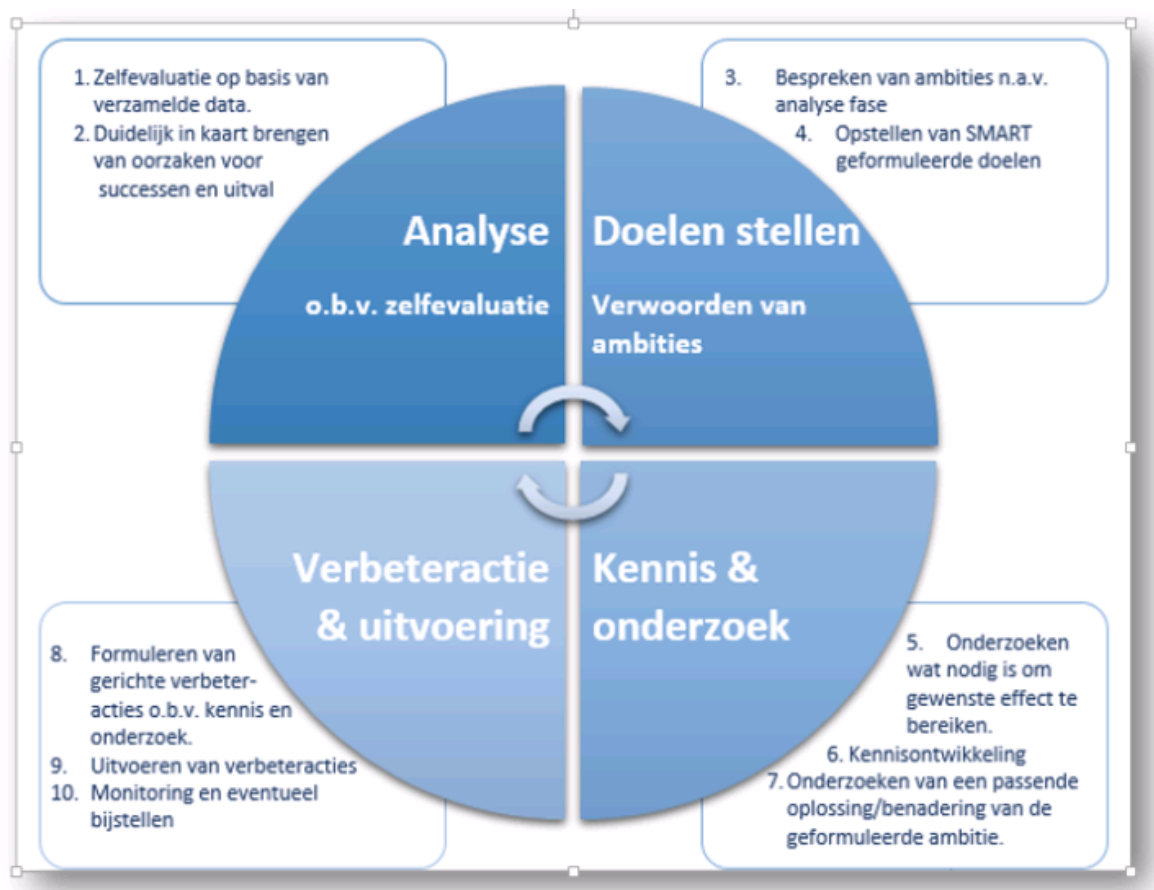 1. Zelfevaluatie op basis van
verzamelde data.
2. Duidelijk in kaart brengen
van oorzaken voor
successen en uitval
3. Bespreken van ambities n.a.v.
analyse fase
4. Opstellen van SMART
geformuleerde doelen
Analyse
o.b.v. zelfevaluatie
Doelen stellen
Verwoorden van
ambities
Verbeteractie
& uitvoering
Kennis &
onderzoek
5. Onderzoeken
wat nodig is om
gewenste effect te
bereiken.
6. Kennisontwikkeling
7. Onderzoeken van een passende
oplossing/benadering van de
geformuleerde ambitie.
8. Formuleren van
gerichte verbeter-
acties o.b.v. kennis en
onderzoek.
9. Uitvoeren van verbeteracties
10. Monitoring en eventueel
bijstellen